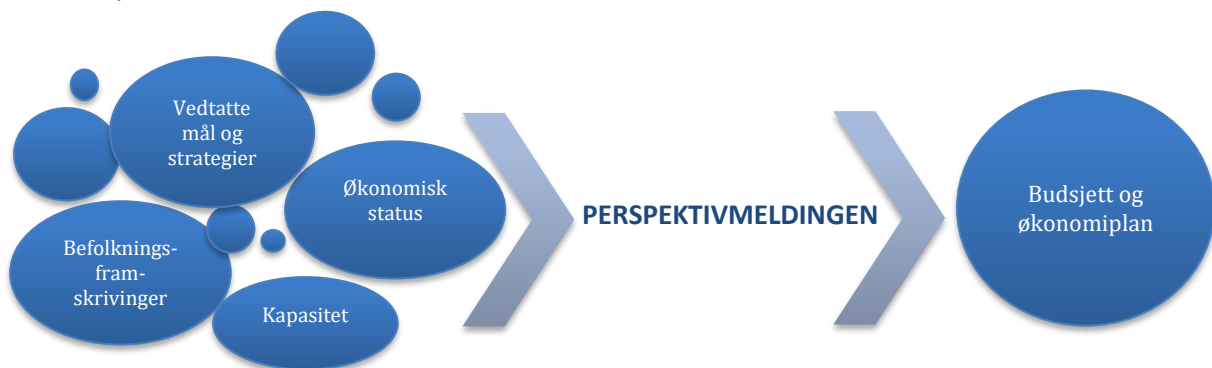 Vedtatte
mål og
strategier
Økonomisk
status
Befolknings-
fram-
skrivinger
Kapasitet
PERSPEKTIVMELDINGEN
Budsjett og
økonomiplan